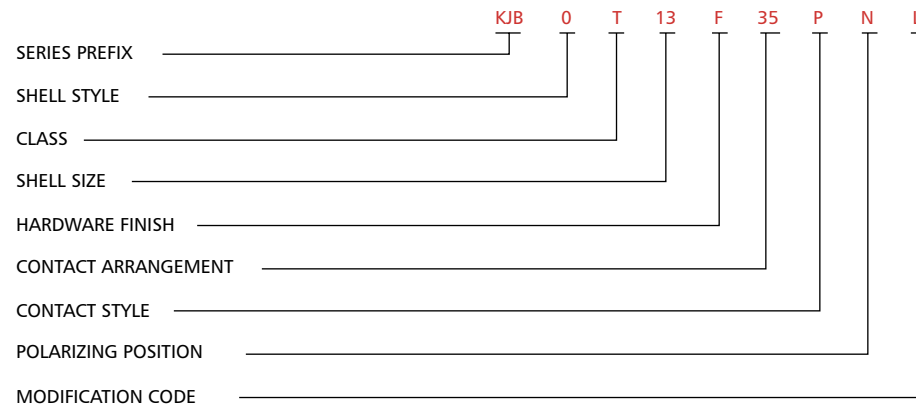 KJB 0 T 13 F 35 P N
SERIES PREFIX
SHELL STYLE
CLASS
SHELL SIZE
HARDWARE FINISH
CONTACT ARRANGEMENT
CONTACT STYLE
POLARIZING POSITION
MODIFICATION CODE